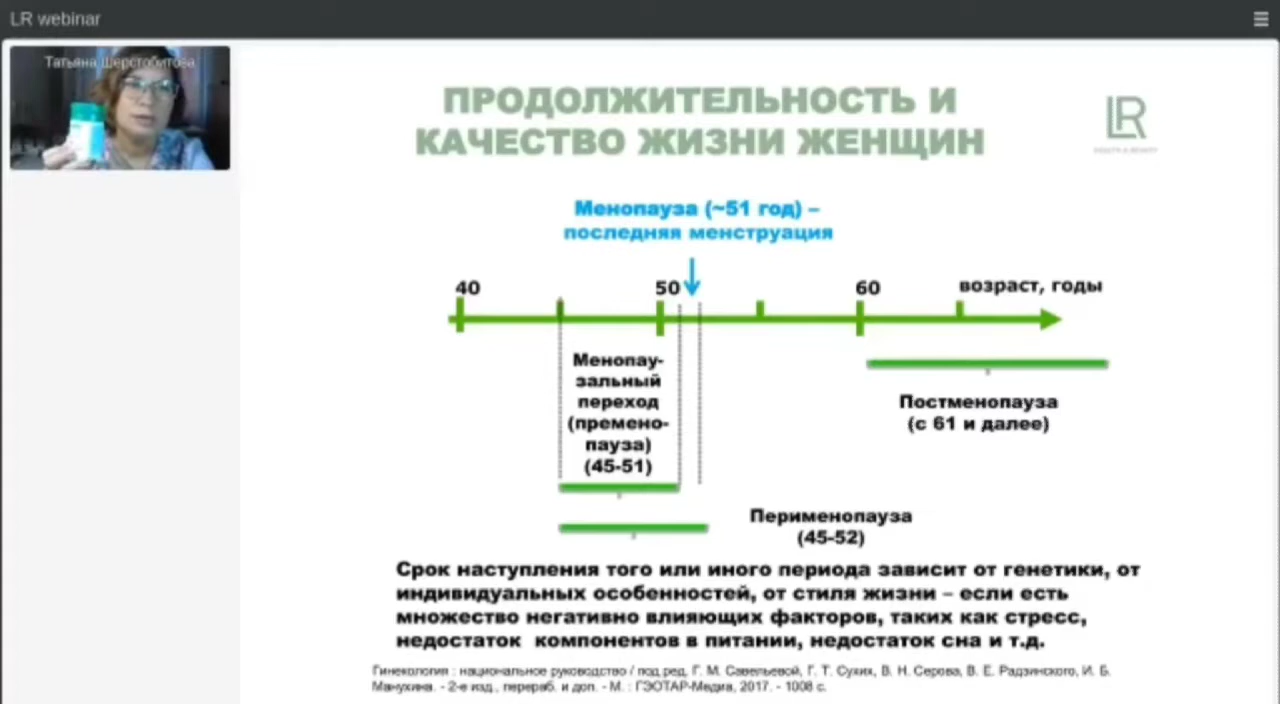 LR webinar
Татьяна Шерстобитова
ПРОДОЛЖИТЕЛЬНОСТЬ И
КАЧЕСТВО ЖИЗНИ ЖЕНЩИН
LR
HEALTH & BEAUTY
Менопауза (~51 год) –
последняя менструация
40
50
60
возраст, годы
Менопау-
зальный
переход
(премено-
пауза)
(45-51)
Постменопауза
(с 61 и далее)
Перименопауза
(45-52)
Срок наступления того или иного периода зависит от генетики, от
индивидуальных особенностей, от стиля жизни – если есть
множество негативно влияющих факторов, таких как стресс,
недостаток компонентов в питании, недостаток сна и т.д.
Гинекология : национальное руководство / под ред. Г. М. Савельевой, Г. Т. Сухих, В. Н. Серова, В. Е. Радзинского, И. Б.
Манухина. - 2-е изд., перераб. и доп. - М. : ГЭОТАР-Медиа, 2017. - 1008 с.